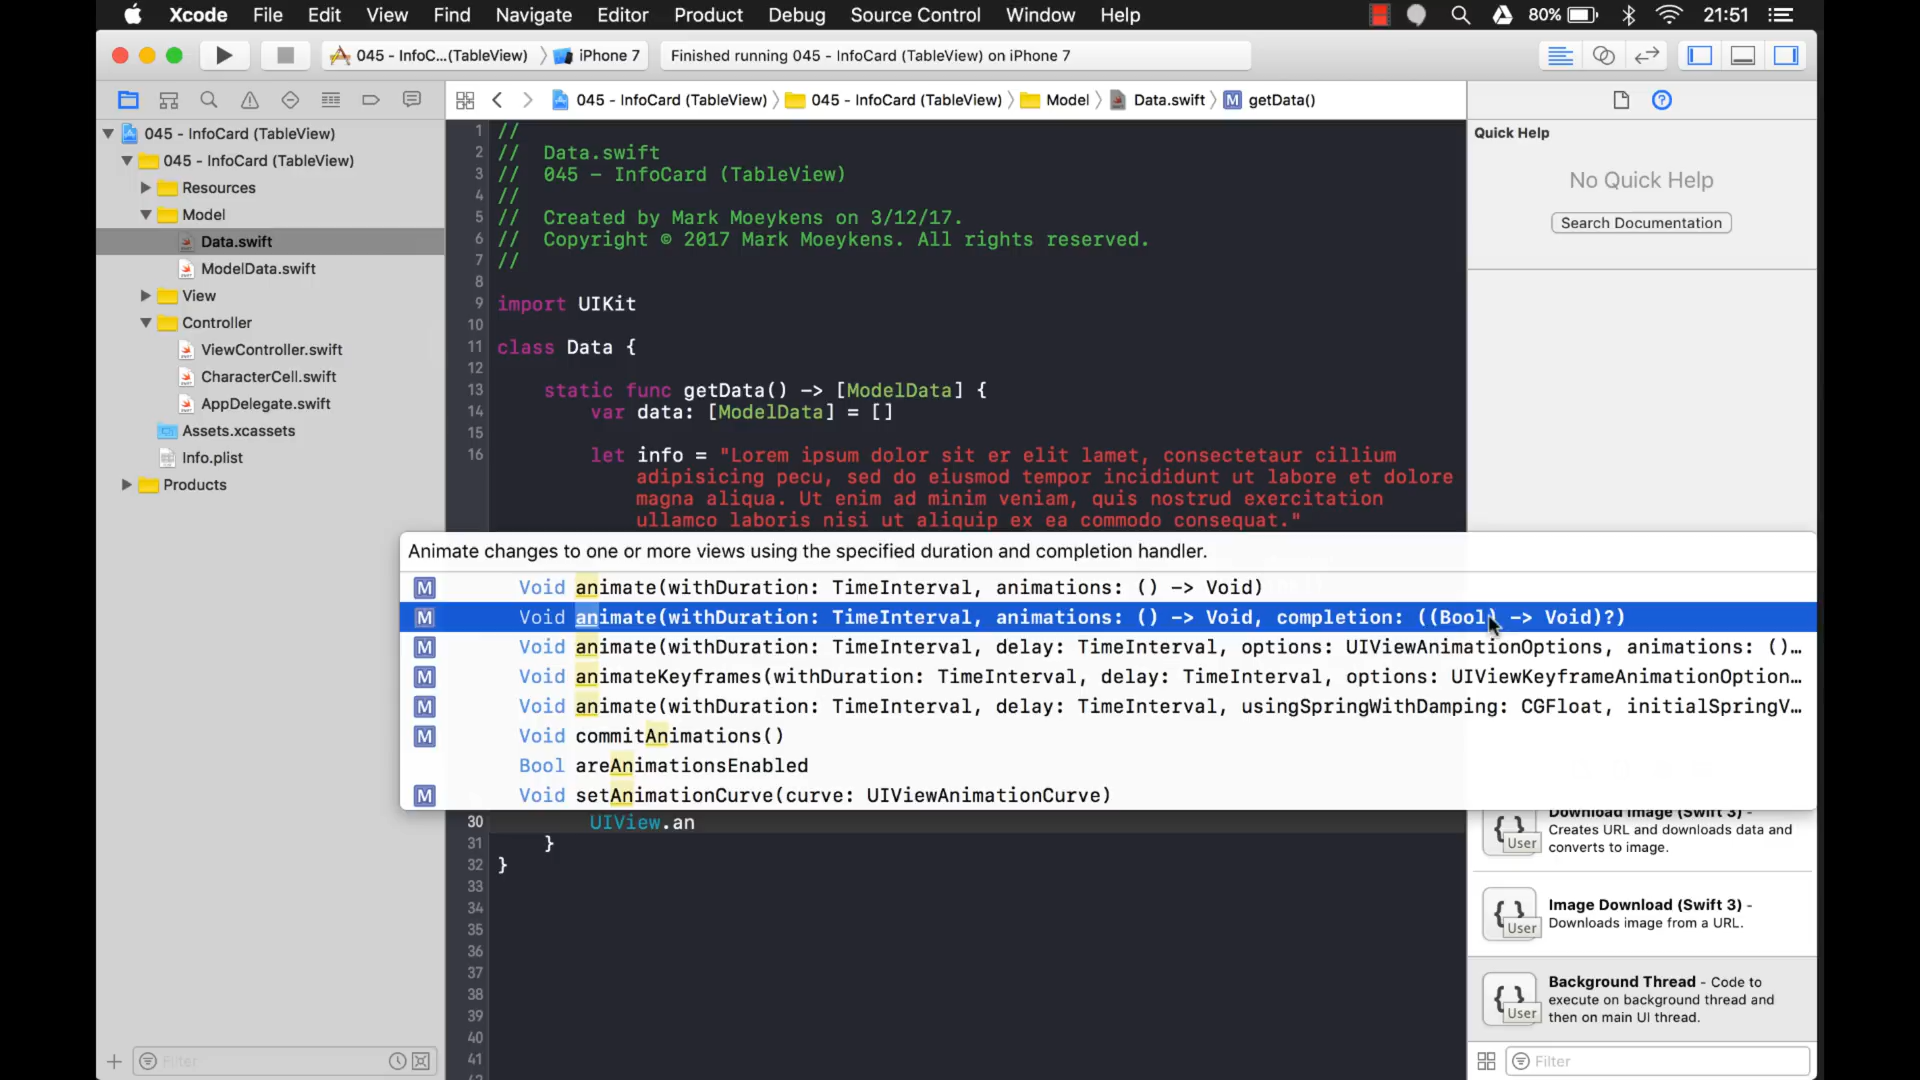 Xcode File Edit View Find Navigate Editor Product Debug Source Control Window Help 80% 21:51
045 - InfoC...(TableView) iPhone 7 Finished running 045 - InfoCard (TableView) on iPhone 7
045 - InfoCard (TableView) 045 - InfoCard (TableView) Model Data.swift M getData()
045 - InfoCard (TableView)
045 - InfoCard (TableView)
Resources
Model
Data.swift
ModelData.swift
View
Controller
ViewController.swift
CharacterCell.swift
AppDelegate.swift
Assets.xcassets
Info.plist
Products
Filter
1 //
2 // Data.swift
3 // 045 - InfoCard (TableView)
4 //
5 // Created by Mark Moeykens on 3/12/17.
6 // Copyright © 2017 Mark Moeykens. All rights reserved.
7 //
8
9 import UIKit
10
11 class Data {
12
13 static func getData() -> [ModelData] {
14 var data: [ModelData] = []
15
16 let info = "Lorem ipsum dolor sit er elit lamet, consectetaur cillium
adipisicing pecu, sed do eiusmod tempor incididunt ut labore et dolore
magna aliqua. Ut enim ad minim veniam, quis nostrud exercitation
ullamco laboris nisi ut aliquip ex ea commodo consequat."
Animate changes to one or more views using the specified duration and completion handler.
M Void animate(withDuration: TimeInterval, animations: () -> Void)
M Void animate(withDuration: TimeInterval, animations: () -> Void, completion: ((Bool) -> Void)?)
M Void animate(withDuration: TimeInterval, delay: TimeInterval, options: UIViewAnimationOptions, animations: ()...
M Void animateKeyframes(withDuration: TimeInterval, delay: TimeInterval, options: UIViewKeyframeAnimationOption...
M Void animate(withDuration: TimeInterval, delay: TimeInterval, usingSpringWithDamping: CGFloat, initialSpringV...
M Void commitAnimations()
Bool areAnimationsEnabled
M Void setAnimationCurve(curve: UIViewAnimationCurve)
30 UIView.an
31 }
32 }
33
34
35
36
37
38
39
40
41
Quick Help
No Quick Help
Search Documentation
Download Image (Swift 3) -
Creates URL and downloads data and
converts to image.
{ } User
Image Download (Swift 3) -
Downloads image from a URL.
{ } User
Background Thread - Code to
execute on background thread and
then on main UI thread.
{ } User
Filter